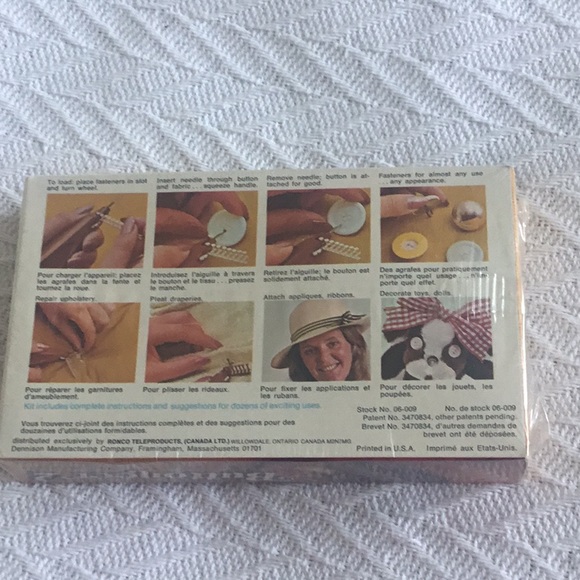 To load; place fasteners in slot
and turn wheel.
Insert needle through button
and fabric...squeeze handle.
Remove needle; button is at-
tached for good.
Fasteners for almost any use
...any appearance.
Pour charger l'appareil: placez
les agrafes dans la fente et
tournez la roue.
Introduisez l'aiguille à travers
le bouton et le tissu...pressez
le manche.
Retirez l'aiguille; le bouton est
solidement attaché.
Des agrafes pour pratiquement
n'importe quel usage
porte quel effet.
Repair upholstery.
Pleat draperies.
Attach appliques, ribbons.
Decorate toys, dolls.
Pour réparer les garnitures
d'ameublement.
Pour plisser les rideaux.
Pour fixer les applications et
les rubans.
Pour décorer les jouets, les
poupées.
Kit includes complete instructions and suggestions for dozens of exciting uses.
Vous trouverez ci-joint des instructions complètes et des suggestions pour des
douzaines d'utilisations formidables.
Stock No. 06-009
No. de stock 06-009
Patent No. 3470834, other patents pending.
Brevet No. 3470834, d'autres demandes de
brevet ont été déposées.
distributed exclusively by RONCO TELEPRODUCTS, (CANADA LTD.) WILLOWDALE, ONTARIO CANADA
Dennison Manufacturing Company, Framingham, Massachusetts 01701
Printed in U.S.A.
Imprimé aux Etats-Unis.